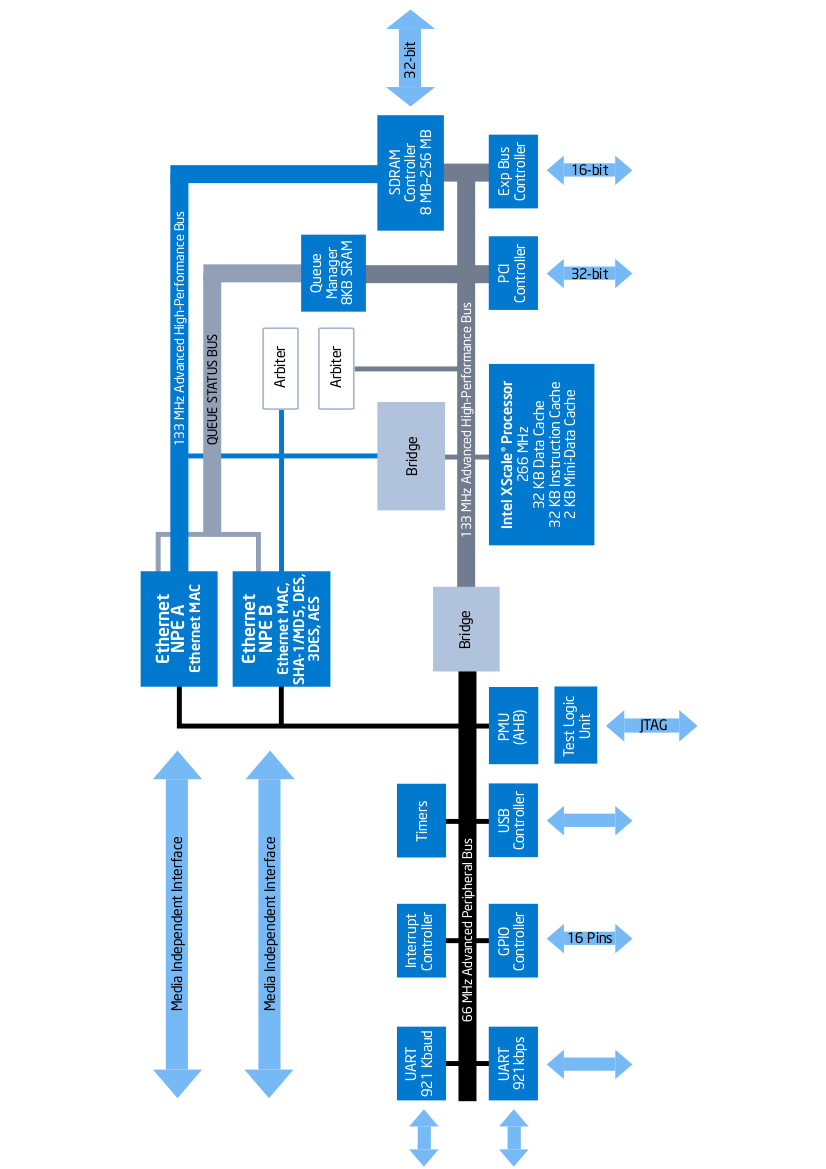 32-bit
SDRAM
Controller
8 MB–256 MB
Exp Bus
Controller
16-bit
133 MHz Advanced High-Performance Bus
Queue
Manager
8KB SRAM
PCI
Controller
32-bit
QUEUE STATUS BUS
Arbiter
Arbiter
133 MHz Advanced High-Performance Bus
Bridge
Intel XScale® Processor
266 MHz
32 KB Data Cache
32 KB Instruction Cache
2 KB Mini-Data Cache
Ethernet
NPE A
Ethernet MAC
Ethernet
NPE B
Ethernet MAC,
SHA-1/MD5, DES,
3DES, AES
Bridge
PMU
(AHB)
Test Logic
Unit
JTAG
Media Independent Interface
Media Independent Interface
Timers
USB
Controller
66 MHz Advanced Peripheral Bus
Interrupt
Controller
GPIO
Controller
16 Pins
UART
921 Kbaud
UART
921kbps